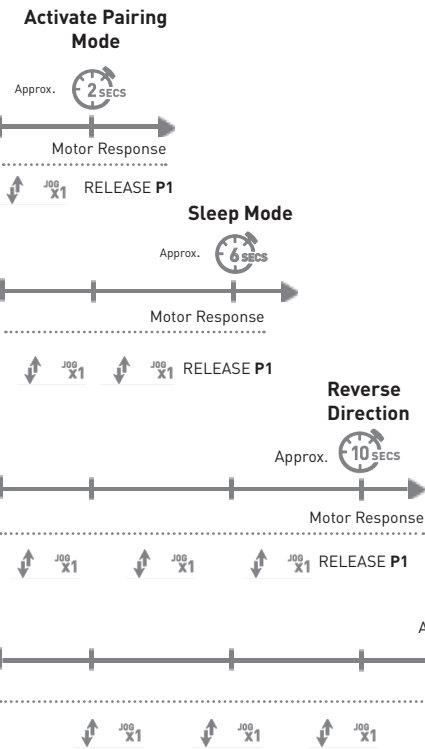 Activate Pairing
Mode
Approx. 2 SECS
Motor Response
JOG X1 RELEASE P1
Sleep Mode
Approx. 6 SECS
Motor Response
JOG X1 JOG X1 RELEASE P1
Reverse
Direction
Approx. 10 SECS
Motor Response
JOG X1 JOG X1 JOG X1 RELEASE P1
A
JOG X1 JOG X1 JOG X1